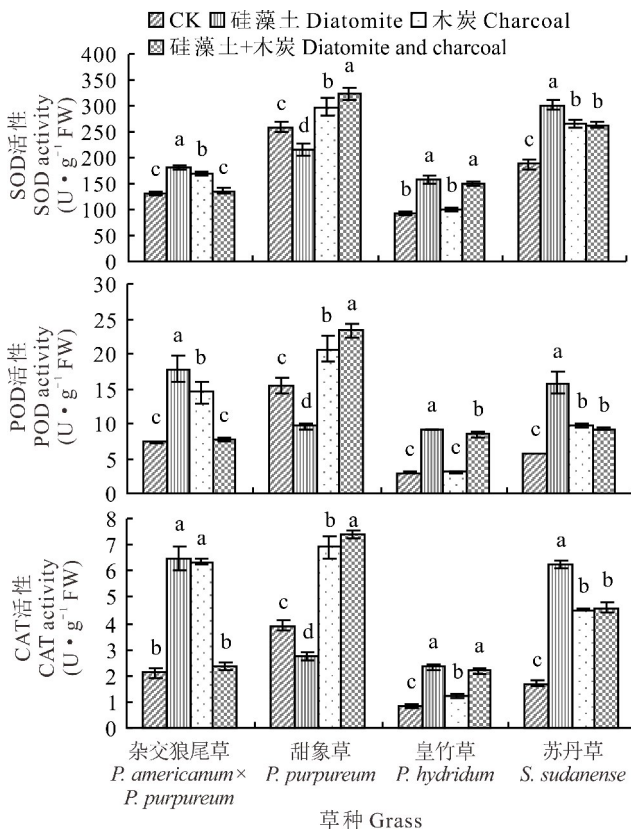 CK 硅藻土 Diatomite 木炭 Charcoal
硅藻土+木炭 Diatomite and charcoal
SOD活性
SOD activity
(U·g⁻¹ FW)
400
350
300
250
200
150
100
50
0
c a b c
c d b a
b a b a
c a b b
POD活性
POD activity
(U·g⁻¹ FW)
30
25
20
15
10
5
0
c a b c
c d b a
c a c b
c a b b
CAT活性
CAT activity
(U·g⁻¹ FW)
8
7
6
5
4
3
2
1
0
b a a b
c d b a
c a b a
c a b b
杂交狼尾草 甜象草 皇竹草 苏丹草
P. americanum× P. purpureum P. hydridum S. sudanense
P. purpureum
草种 Grass